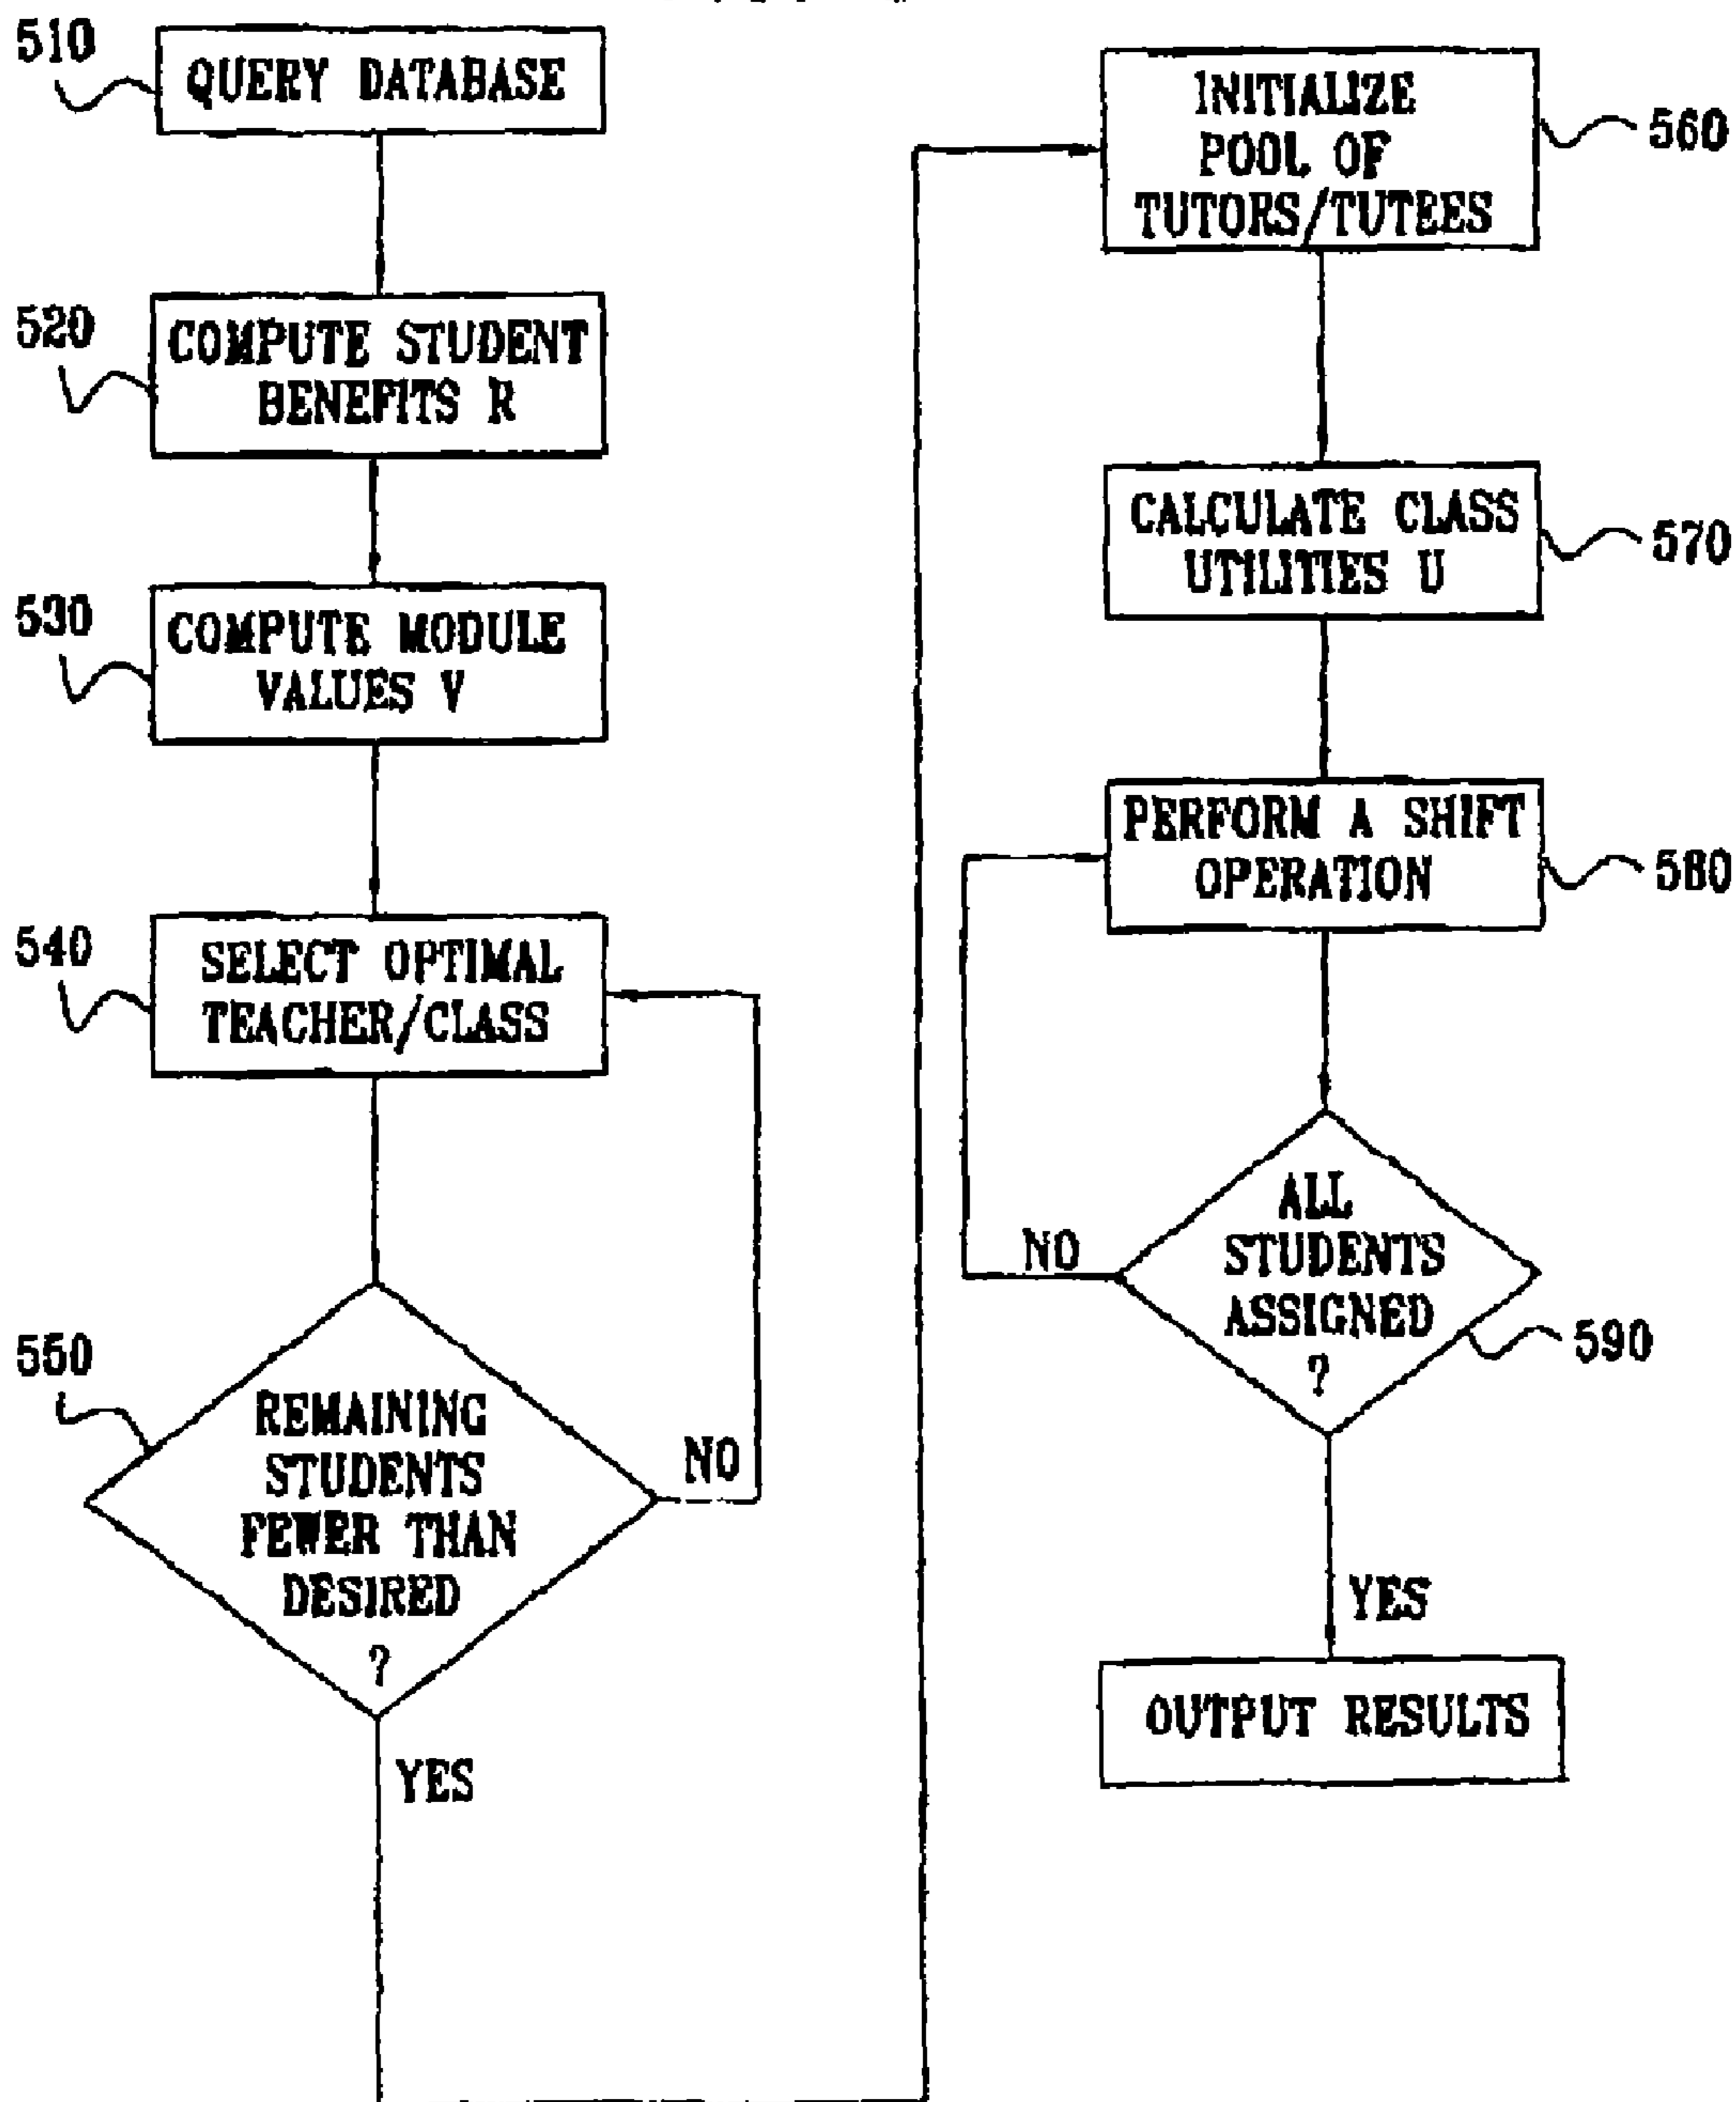 510
QUERY DATABASE
520
COMPUTE STUDENT
BENEFITS R
530
COMPUTE MODULE
VALUES V
540
SELECT OPTIMAL
TEACHER/CLASS
550
REMAINING
STUDENTS
FEWER THAN
DESIRED
?
NO
YES
INITIALIZE
POOL OF
TUTORS/TUTEES
560
CALCULATE CLASS
UTILITIES U
570
PERFORM A SHIFT
OPERATION
580
ALL
STUDENTS
ASSIGNED
?
590
NO
YES
OUTPUT RESULTS